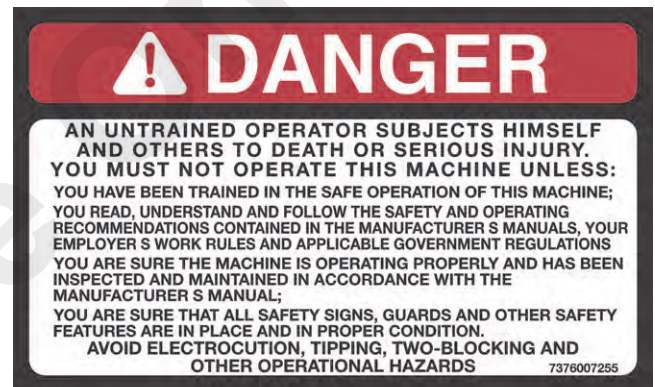 DANGER
AN UNTRAINED OPERATOR SUBJECTS HIMSELF
AND OTHERS TO DEATH OR SERIOUS INJURY.
YOU MUST NOT OPERATE THIS MACHINE UNLESS:
YOU HAVE BEEN TRAINED IN THE SAFE OPERATION OF THIS MACHINE;
YOU READ, UNDERSTAND AND FOLLOW THE SAFETY AND OPERATING
RECOMMENDATIONS CONTAINED IN THE MANUFACTURER S MANUALS, YOUR
EMPLOYER S WORK RULES AND APPLICABLE GOVERNMENT REGULATIONS
YOU ARE SURE THE MACHINE IS OPERATING PROPERLY AND HAS BEEN
INSPECTED AND MAINTAINED IN ACCORDANCE WITH THE
MANUFACTURER S MANUAL;
YOU ARE SURE THAT ALL SAFETY SIGNS, GUARDS AND OTHER SAFETY
FEATURES ARE IN PLACE AND IN PROPER CONDITION.
AVOID ELECTROCUTION, TIPPING, TWO-BLOCKING AND
OTHER OPERATIONAL HAZARDS 7376007255